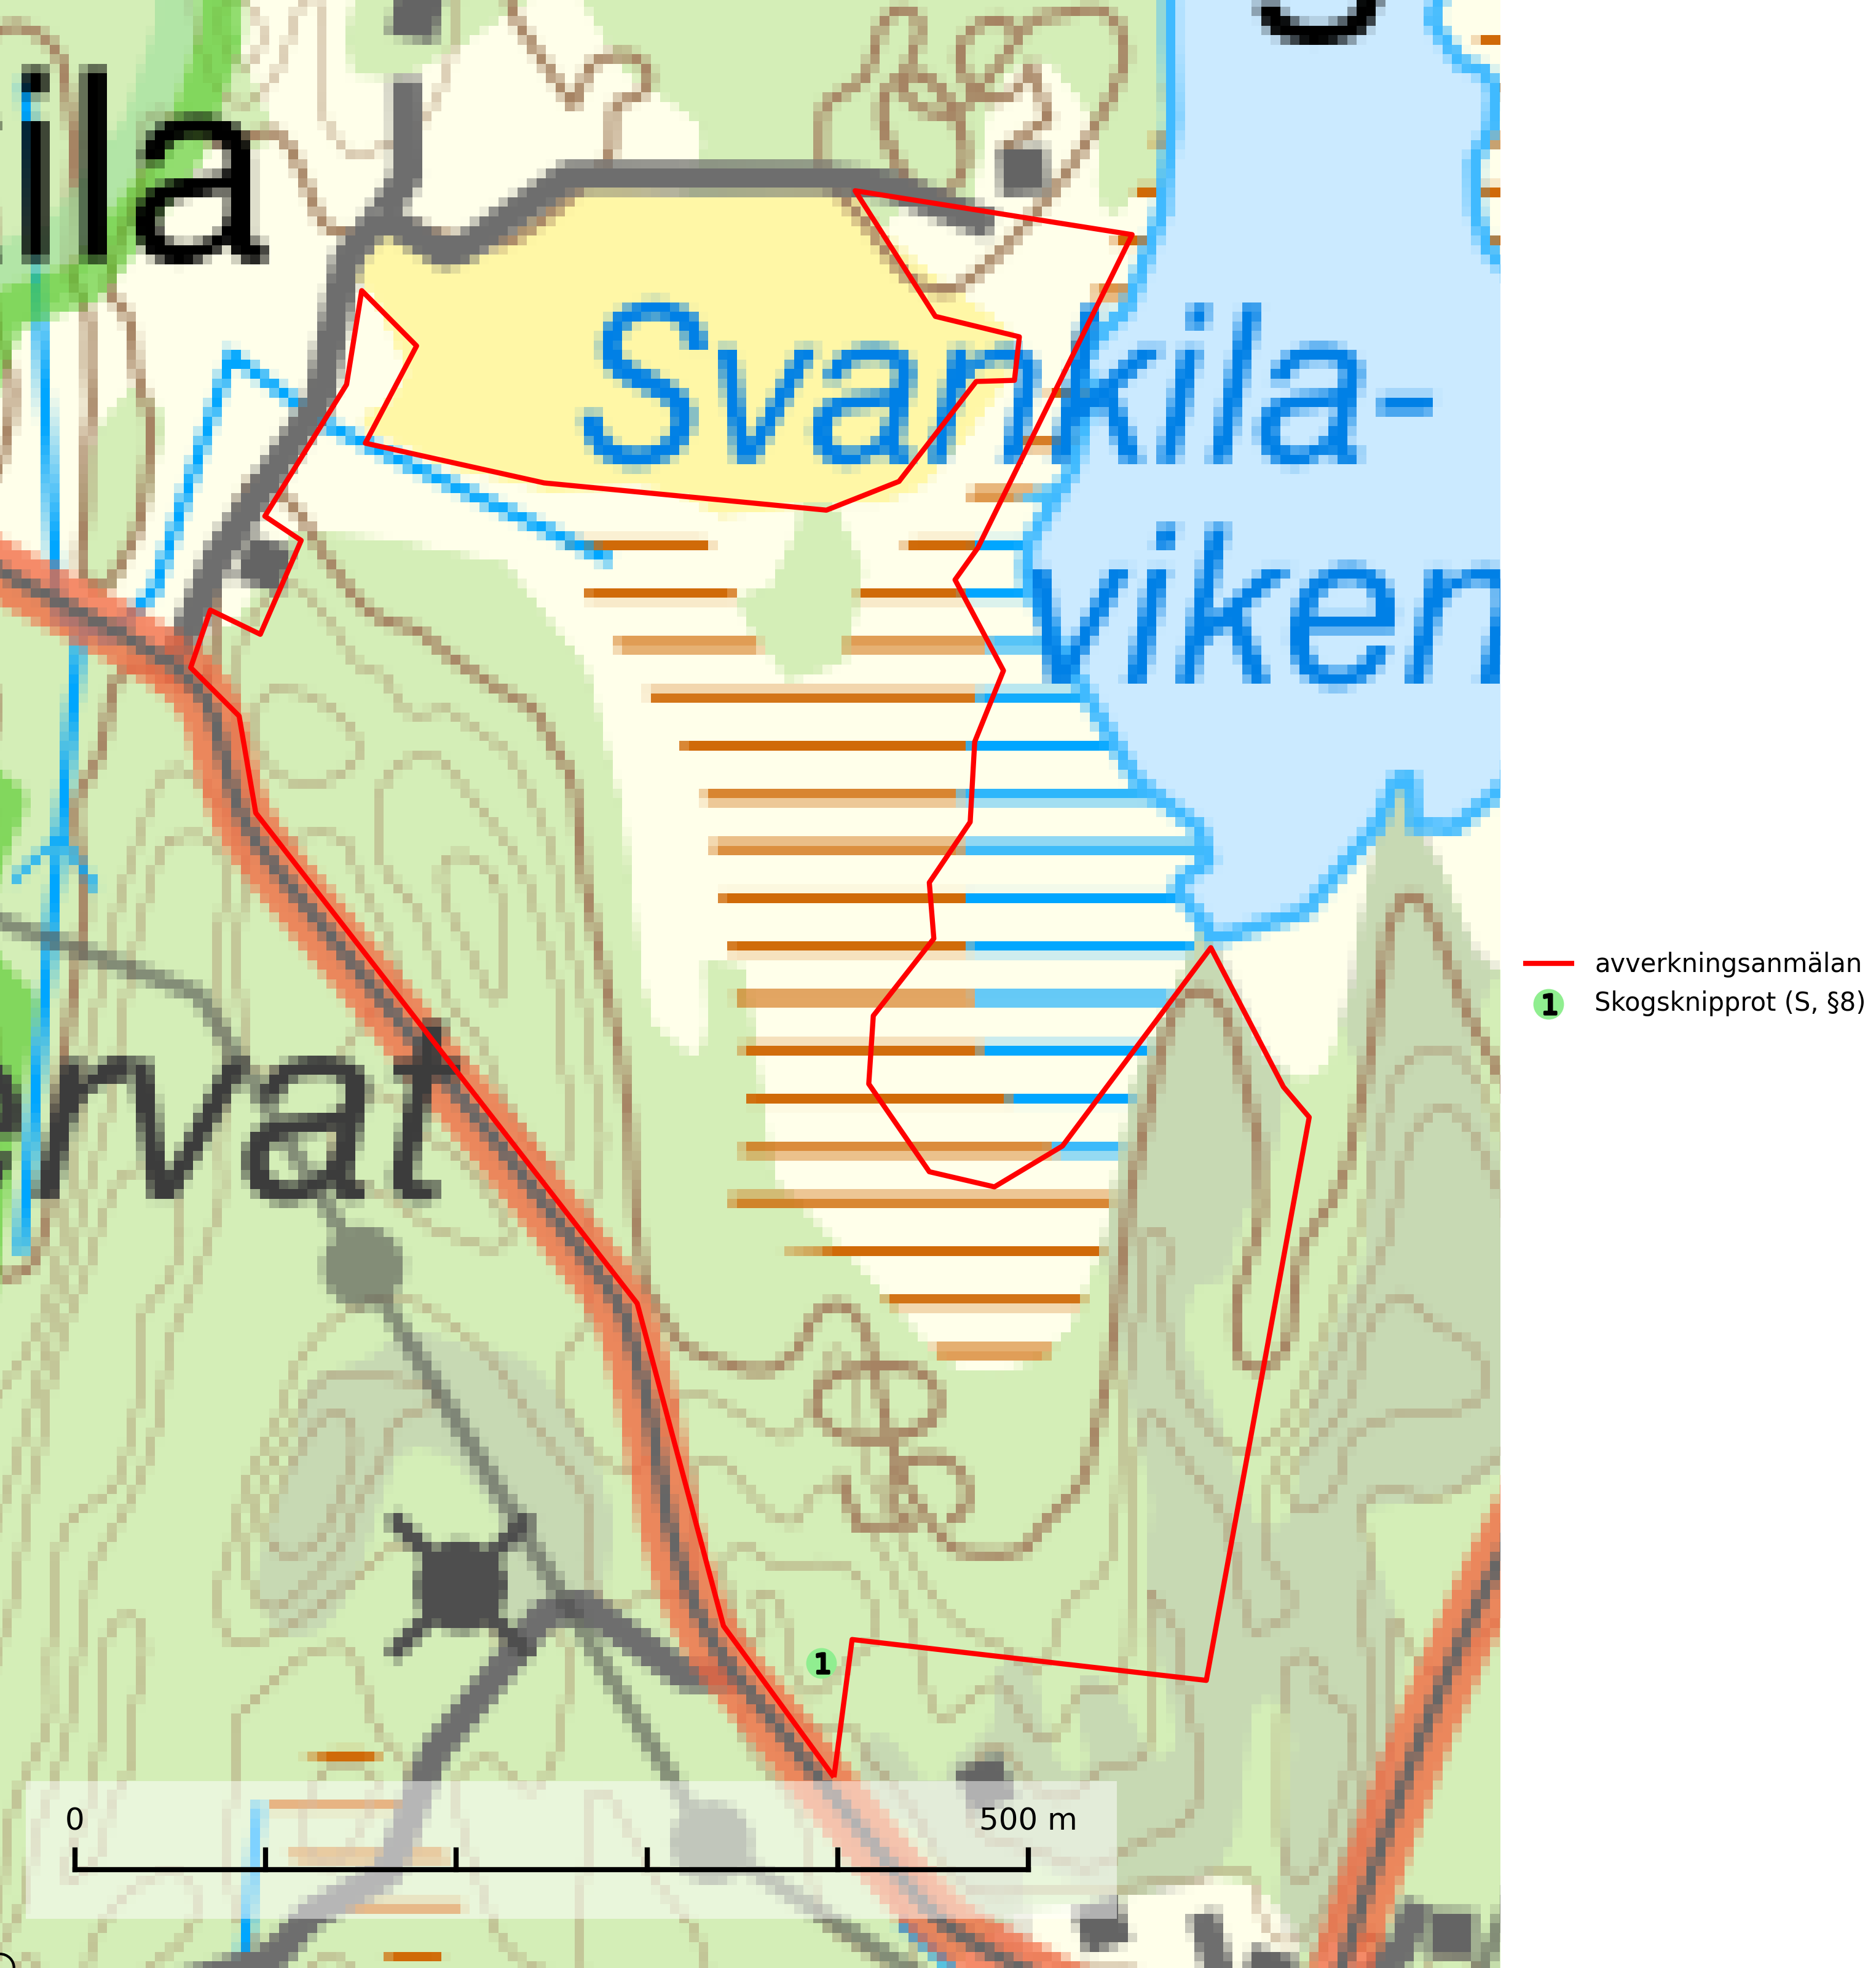 ila
Svankila-
viken
rvat
avverkningsanmälan
1 Skogsknipprot (S, §8)
1
0 500 m